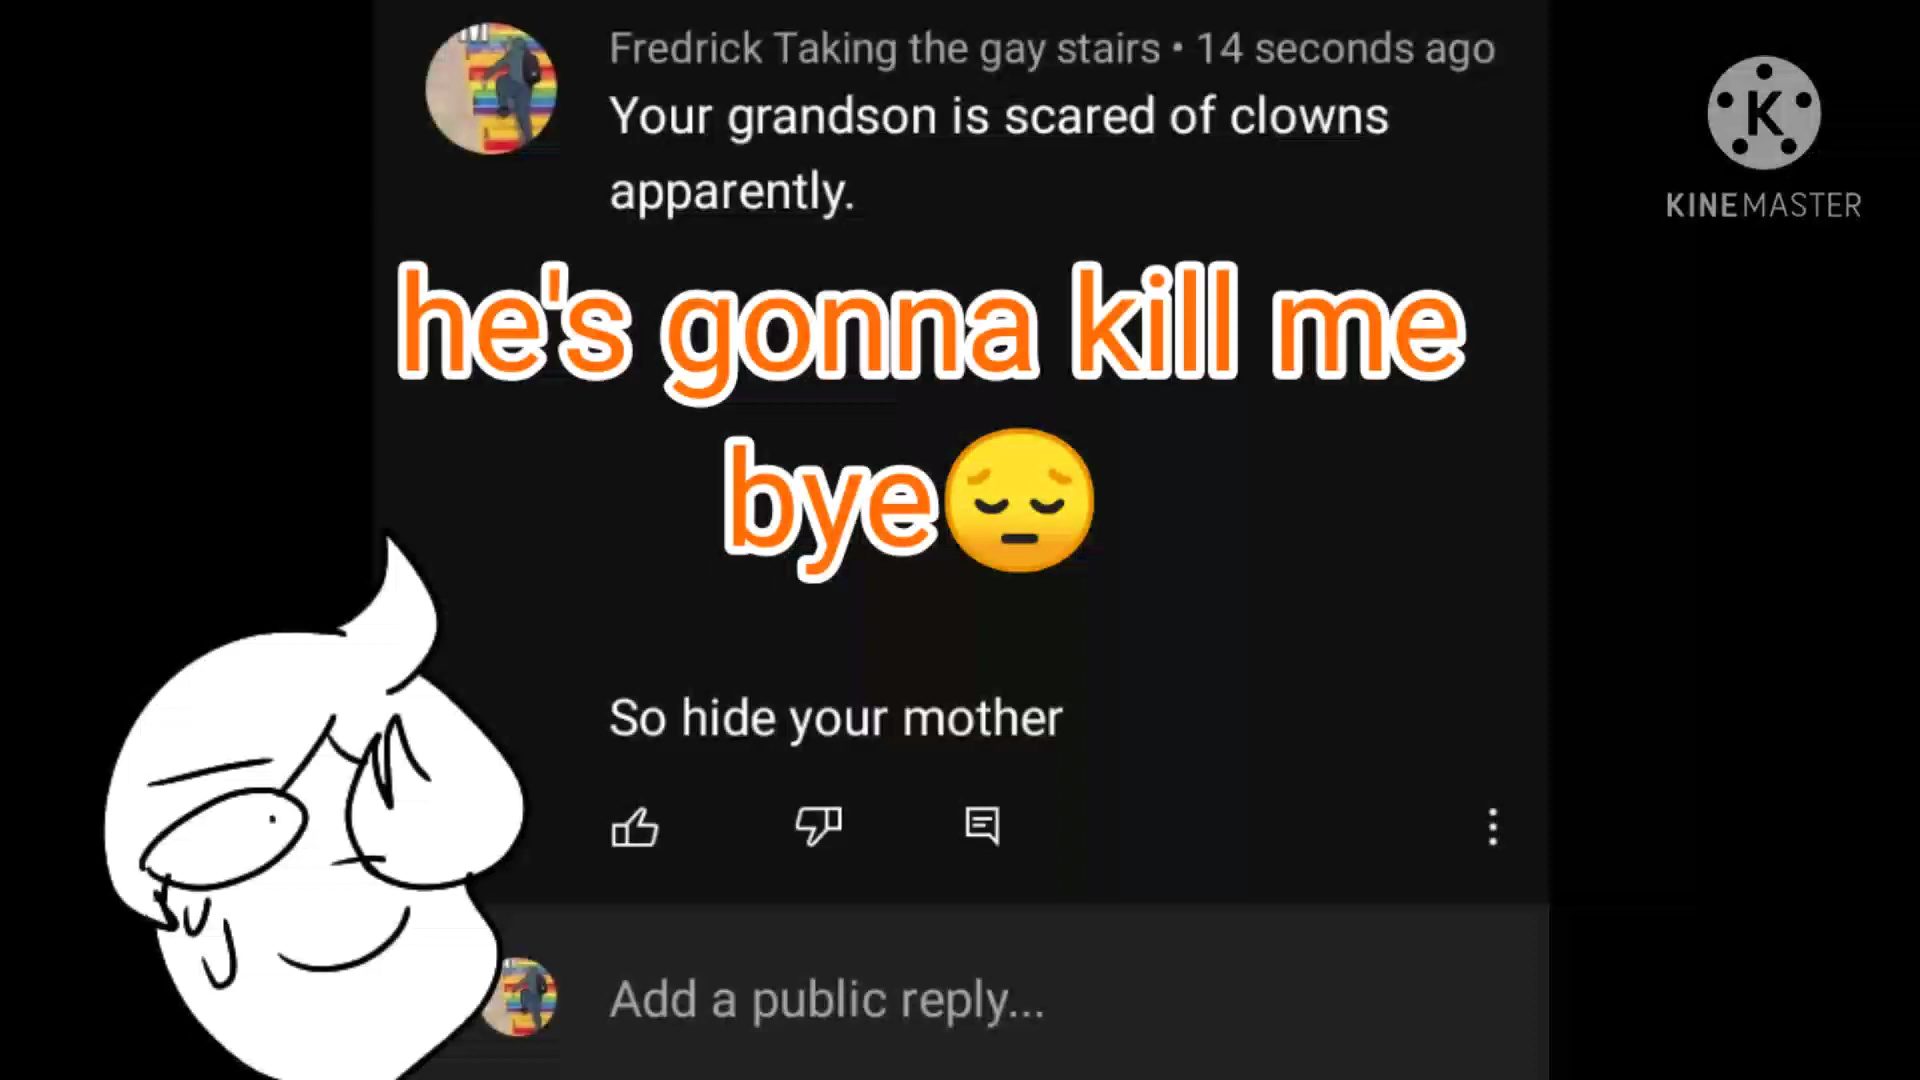 Fredrick Taking the gay stairs • 14 seconds ago
Your grandson is scared of clowns
apparently.
he's gonna kill me
bye😔
So hide your mother
Add a public reply...
K
KINEMASTER